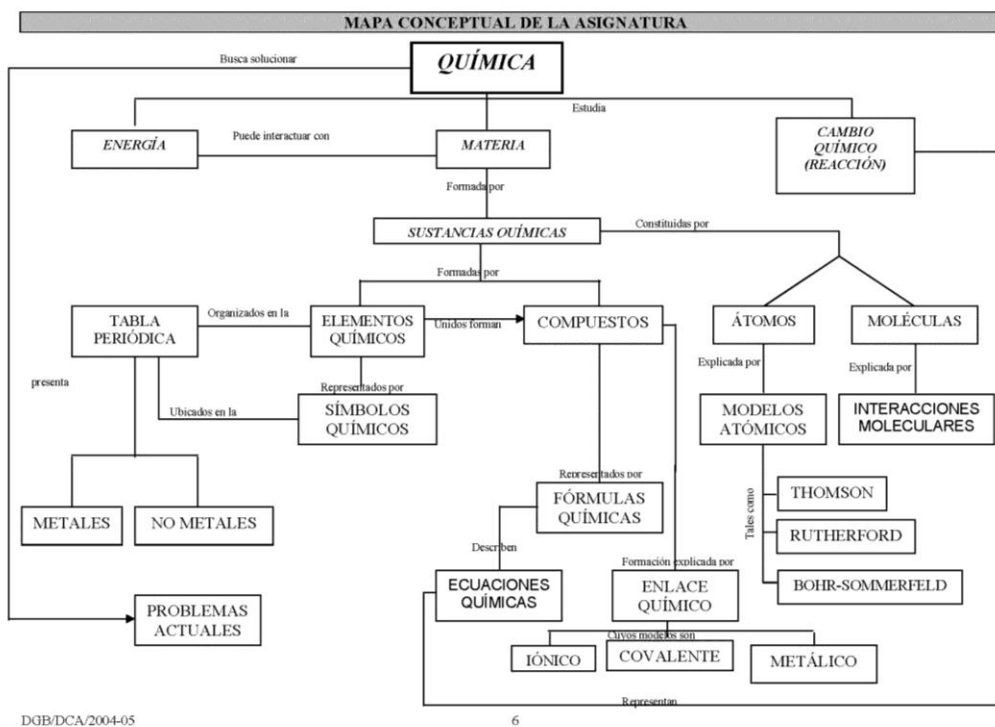 MAPA CONCEPTUAL DE LA ASIGNATURA
Busca solucionar
QUÍMICA
Estudia
ENERGÍA
Puede interactuar con
MATERIA
CAMBIO
QUÍMICO
(REACCIÓN)
Formada por
SUSTANCIAS OUÍMICAS
Constituidas por
Formadas por
TABLA
PERIÓDICA
Organizados en la
ELEMENTOS
QUÍMICOS
Unidos forman
COMPUESTOS
ÁTOMOS
MOLÉCULAS
presenta
Representados por
Explicada por
Explicada por
Ubicados en la
SÍMBOLOS
QUÍMICOS
MODELOS
ATÓMICOS
INTERACCIONES
MOLECULARES
Representados por
METALES
NO METALES
FÓRMULAS
QUÍMICAS
Tales como
THOMSON
RUTHERFORD
BOHR-SOMMERFELD
Describen
Formación explicada por
ECUACIONES
QUÍMICAS
ENLACE
QUÍMICO
PROBLEMAS
ACTUALES
Cuyos modelos son
IÓNICO
COVALENTE
METÁLICO
Representan
DGB/DCA/2004-05
6